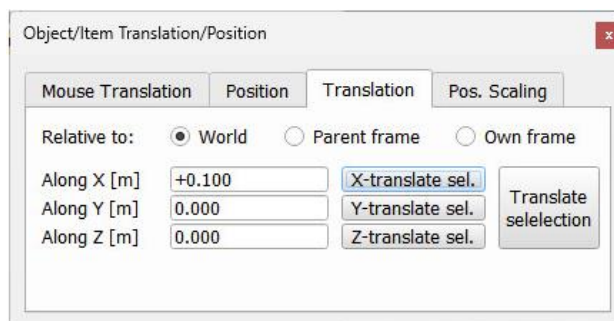 Object/Item Translation/Position
x
Mouse Translation Position Translation Pos. Scaling
Relative to: World Parent frame Own frame
Along X [m] +0.100 X-translate sel.
Along Y [m] 0.000 Y-translate sel.
Along Z [m] 0.000 Z-translate sel.
Translate
selelection